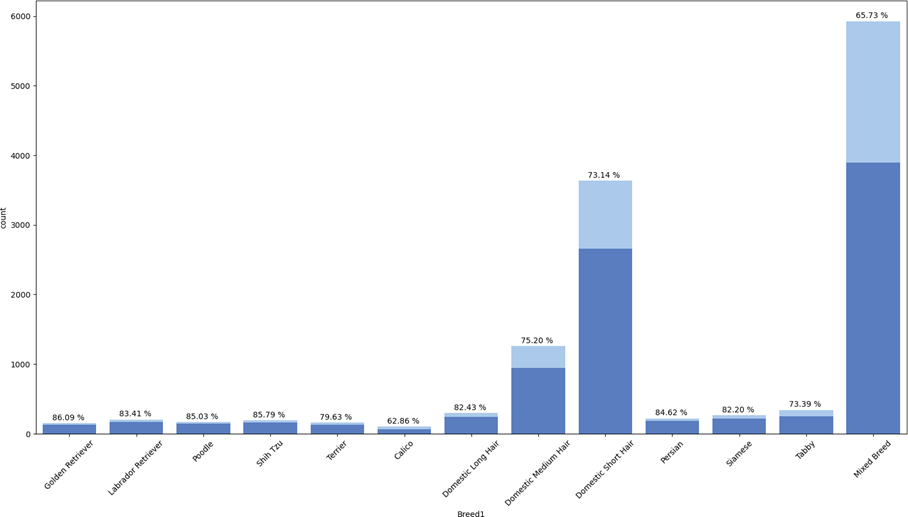 6000
5000
4000
3000
2000
1000
0
count
86.09 %
83.41 %
85.03 %
85.79 %
79.63 %
62.86 %
82.43 %
75.20 %
73.14 %
84.62 %
82.20 %
73.39 %
65.73 %
Golden Retriever
Labrador Retriever
Poodle
Shih Tzu
Terrier
Calico
Domestic Long Hair
Domestic Medium Hair
Domestic Short Hair
Persian
Siamese
Tabby
Mixed Breed
Breed1